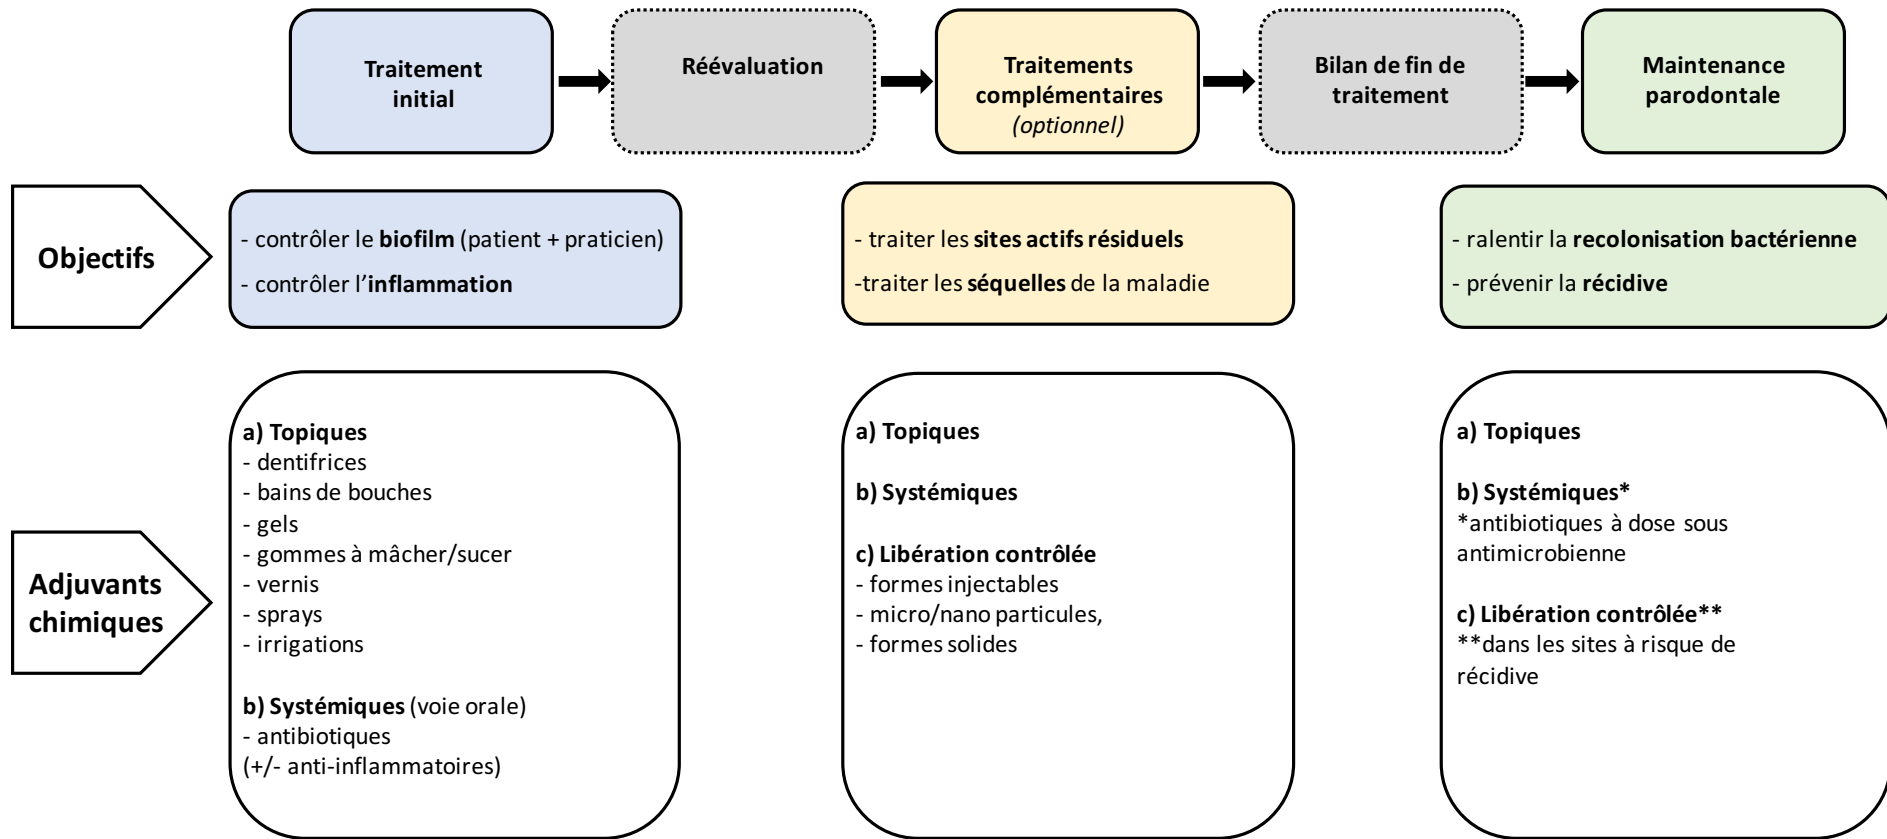 Traitement
initial
Réévaluation
Traitements
complémentaires
(optionnel)
Bilan de fin de
traitement
Maintenance
parodontale
Objectifs
- contrôler le biofilm (patient + praticien)
- contrôler l'inflammation
- traiter les sites actifs résiduels
-traiter les séquelles de la maladie
- ralentir la recolonisation bactérienne
- prévenir la récidive
Adjuvants
chimiques
a) Topiques
- dentifrices
- bains de bouches
- gels
- gommes à mâcher/sucer
- vernis
- sprays
- irrigations
b) Systémiques (voie orale)
- antibiotiques
(+/- anti-inflammatoires)
a) Topiques
b) Systémiques
c) Libération contrôlée
- formes injectables
- micro/nano particules,
- formes solides
a) Topiques
b) Systémiques*
*antibiotiques à dose sous
antimicrobienne
c) Libération contrôlée**
**dans les sites à risque de
récidive